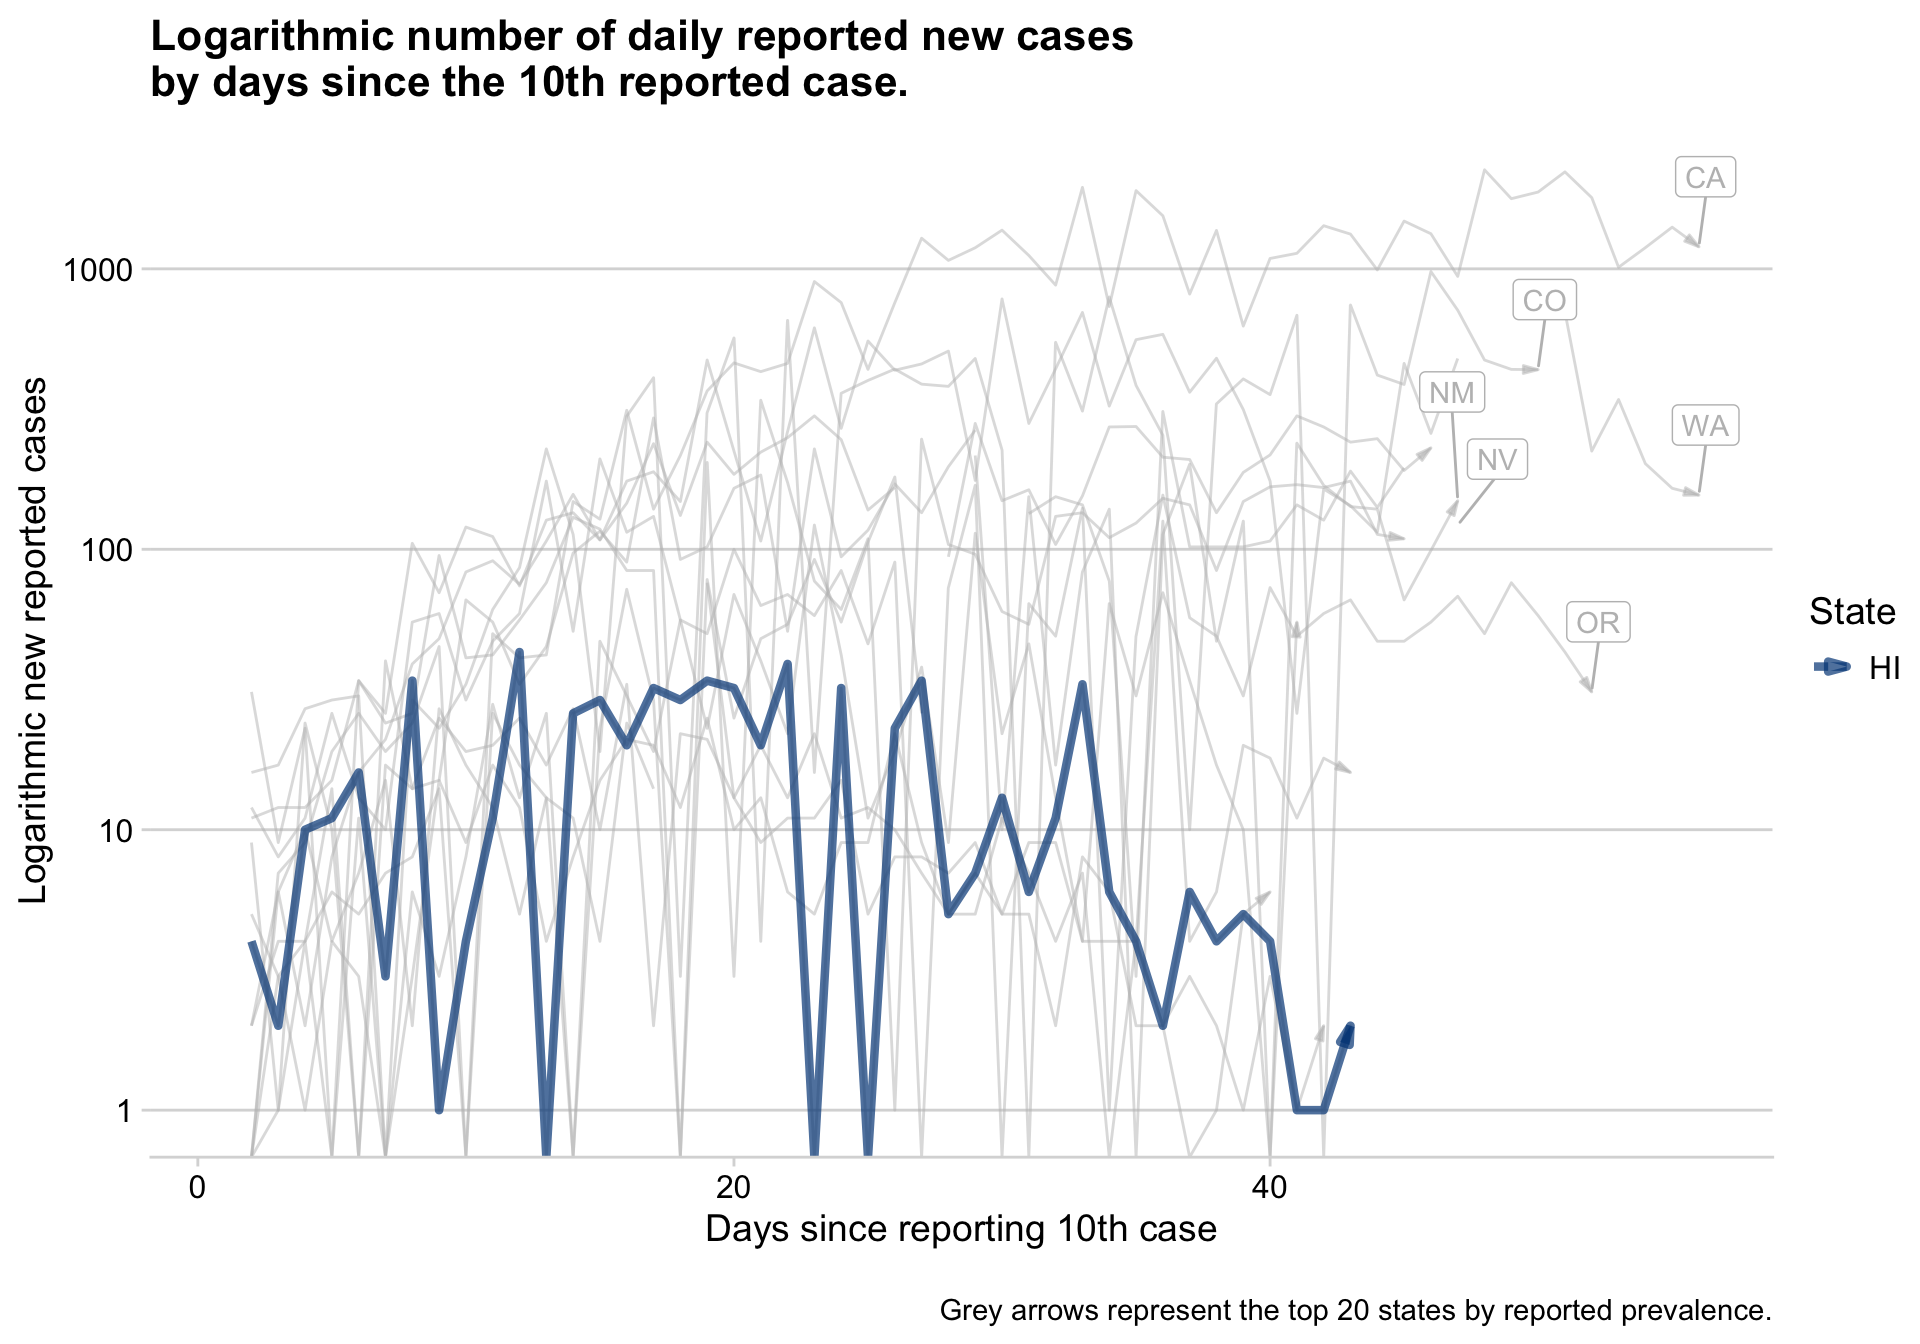 Logarithmic number of daily reported new cases
by days since the 10th reported case.
Logarithmic new reported cases
1000
100
10
1
CA
CO
NM
WA
NV
OR
State
HI
0
20
40
Days since reporting 10th case
Grey arrows represent the top 20 states by reported prevalence.